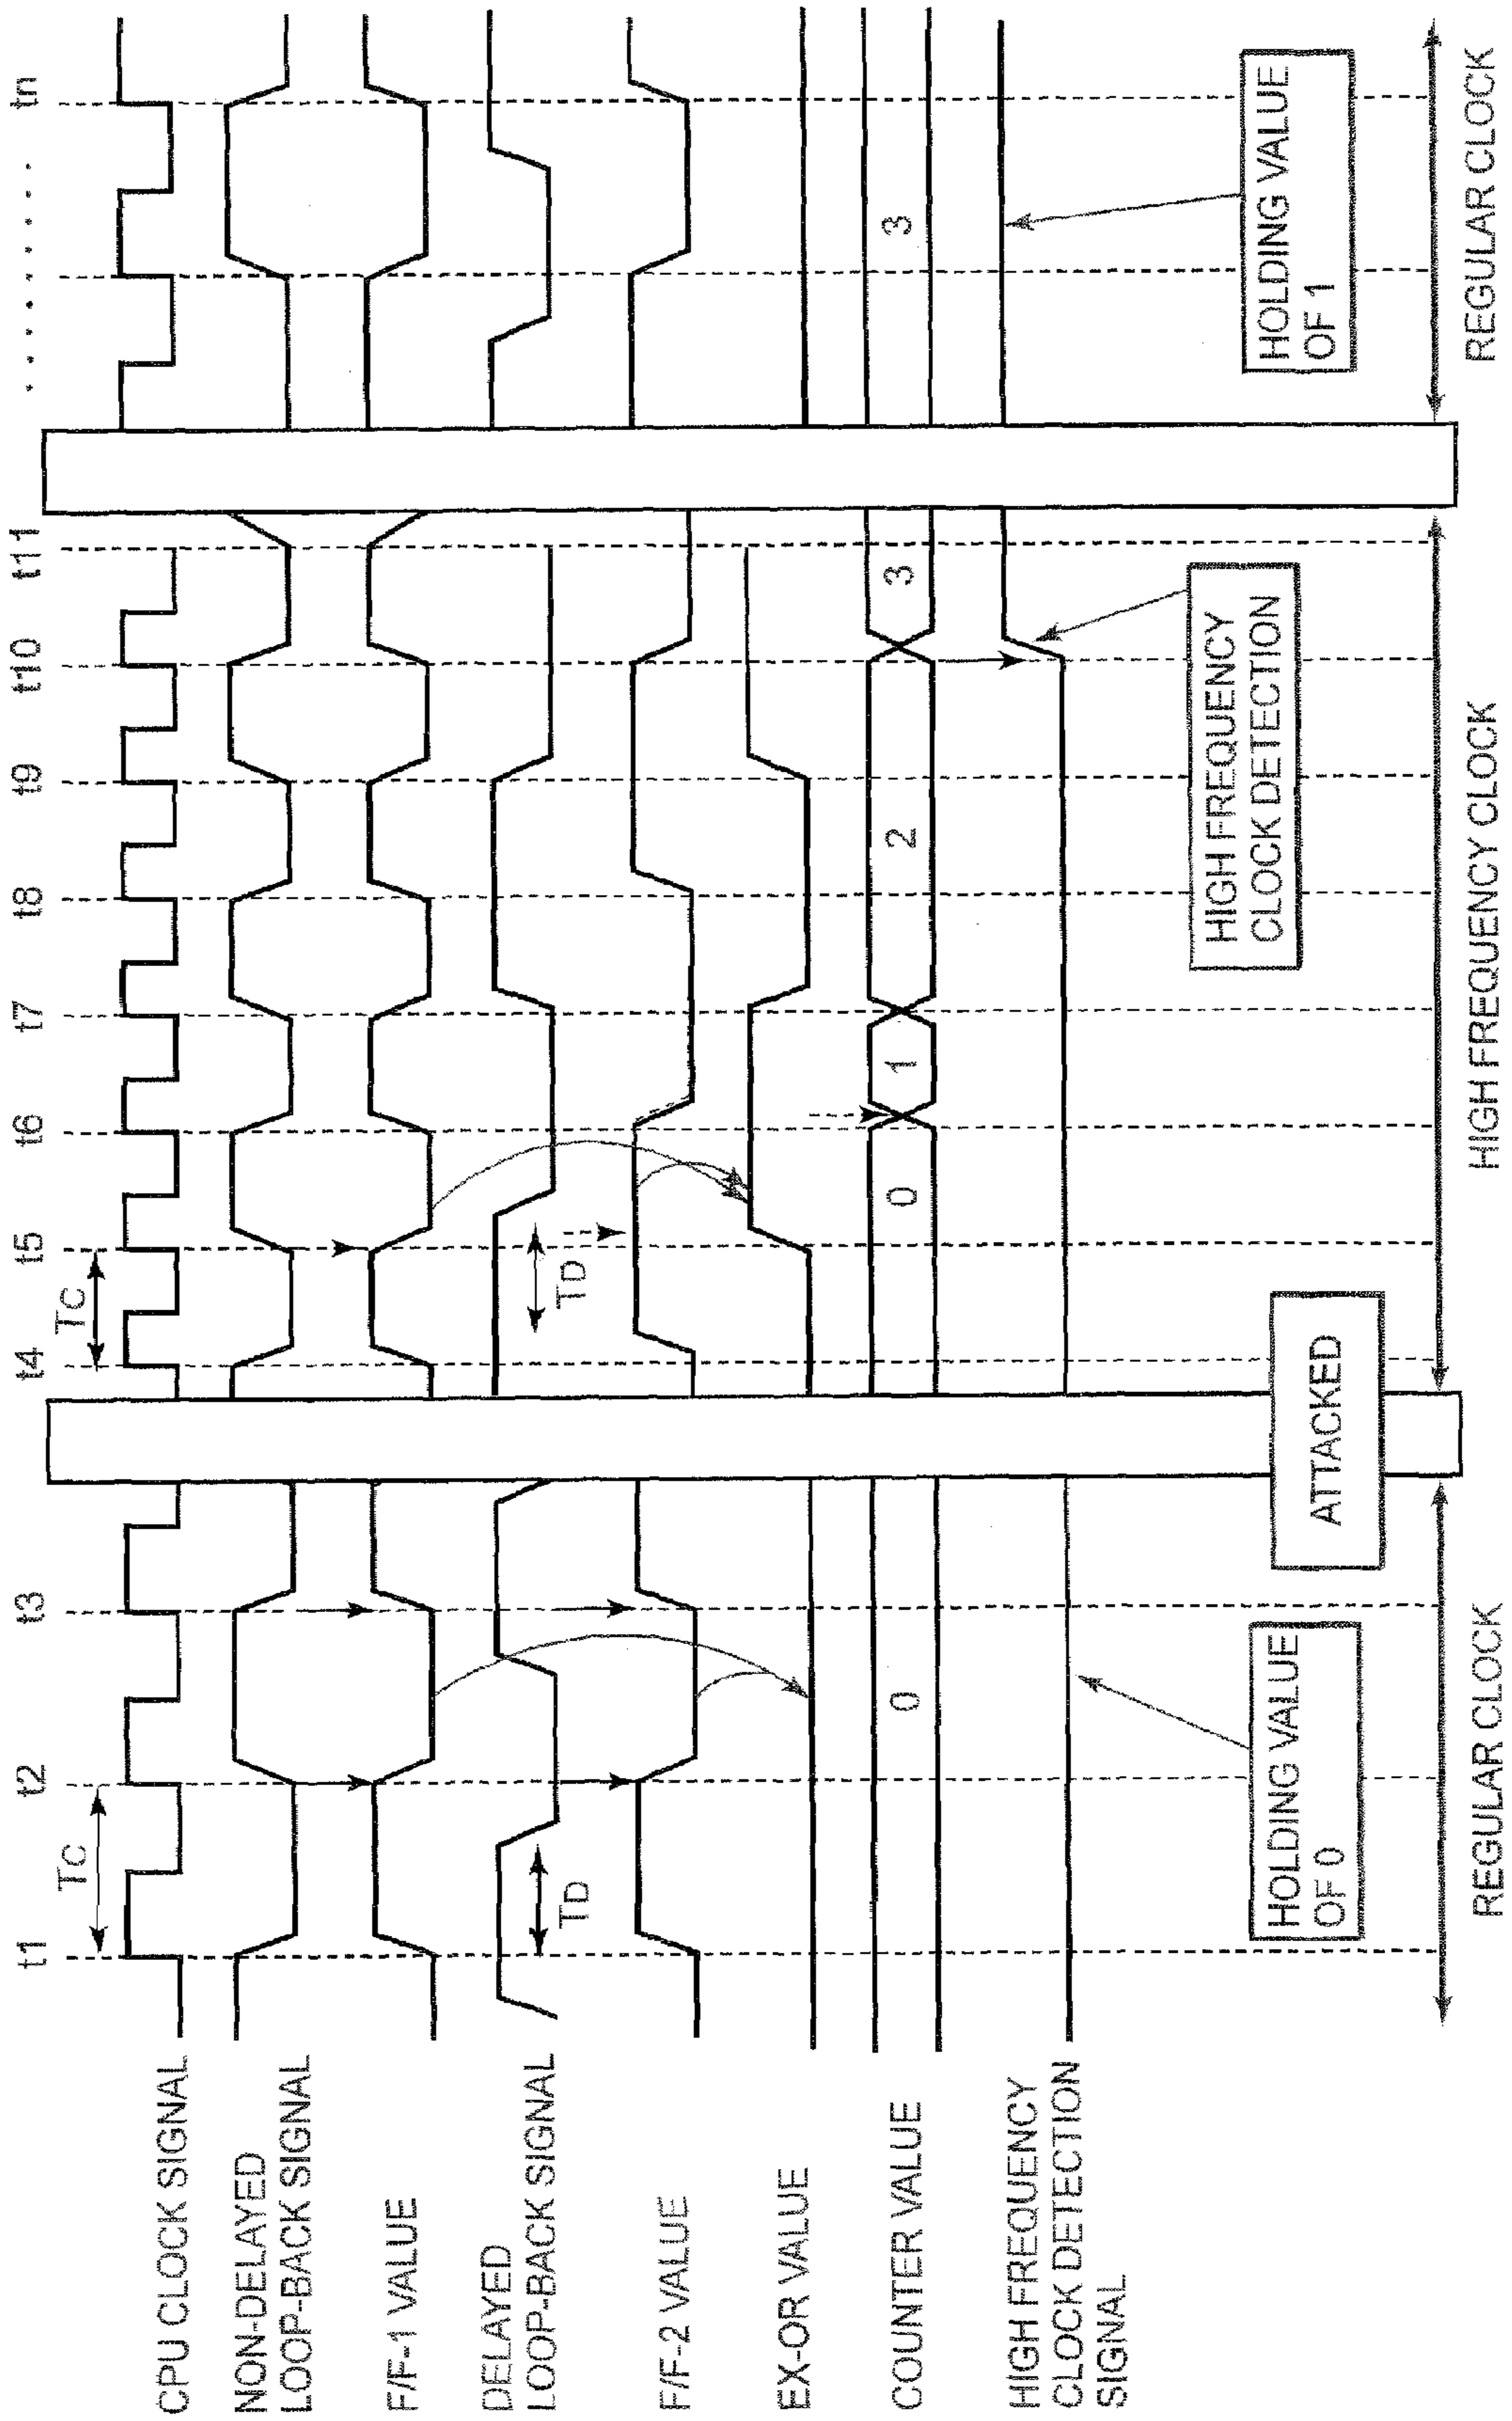 t1 t2 t3 t4 t5 t6 t7 t8 t9 t10 t11 ......... tn
TC
TC
CPU CLOCK SIGNAL
NON-DELAYED
LOOP-BACK SIGNAL
F/F-1 VALUE
DELAYED
LOOP-BACK SIGNAL
TD
TD
F/F-2 VALUE
EX-OR VALUE
COUNTER VALUE
0 0 1 2 3 3
HIGH FREQUENCY
CLOCK DETECTION
SIGNAL
HOLDING VALUE
OF 0
ATTACKED
HIGH FREQUENCY
CLOCK DETECTION
HOLDING VALUE
OF 1
REGULAR CLOCK
HIGH FREQUENCY CLOCK
REGULAR CLOCK